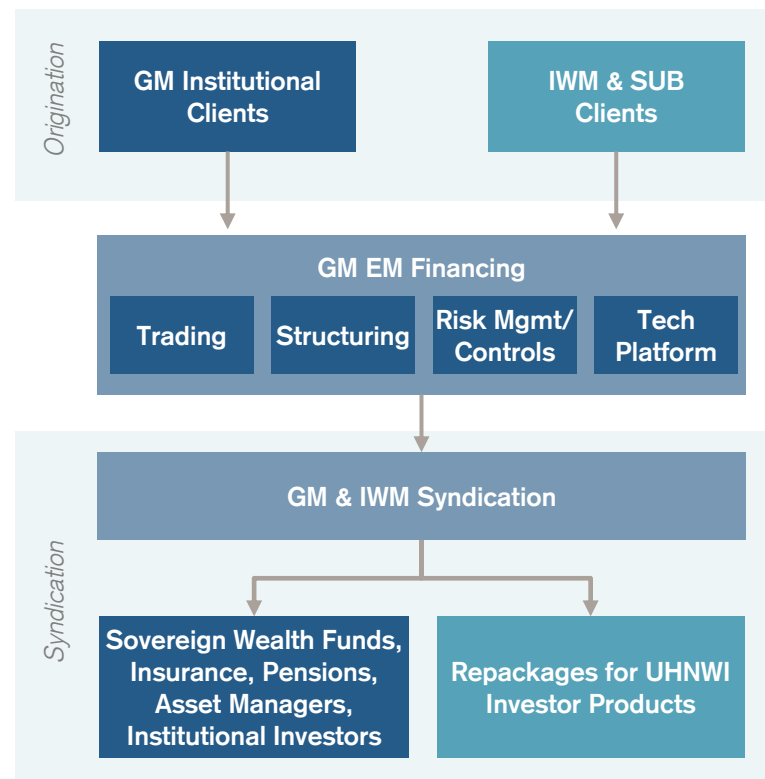 Origination
GM Institutional
Clients
IWM & SUB
Clients
GM EM Financing
Trading
Structuring
Risk Mgmt/
Controls
Tech
Platform
Syndication
GM & IWM Syndication
Sovereign Wealth Funds,
Insurance, Pensions,
Asset Managers,
Institutional Investors
Repackages for UHNWI
Investor Products